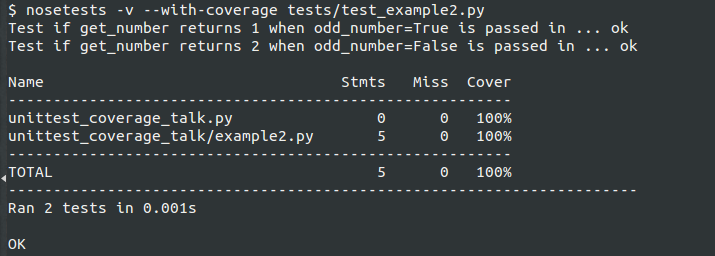 $ nosetests -v --with-coverage tests/test_example2.py
Test if get_number returns 1 when odd_number=True is passed in ... ok
Test if get_number returns 2 when odd_number=False is passed in ... ok
Name Stmts Miss Cover
--------------------------------------------------------
unittest_coverage_talk.py 0 0 100%
unittest_coverage_talk/example2.py 5 0 100%
--------------------------------------------------------
TOTAL 5 0 100%
----------------------------------------------------------------------
Ran 2 tests in 0.001s
OK